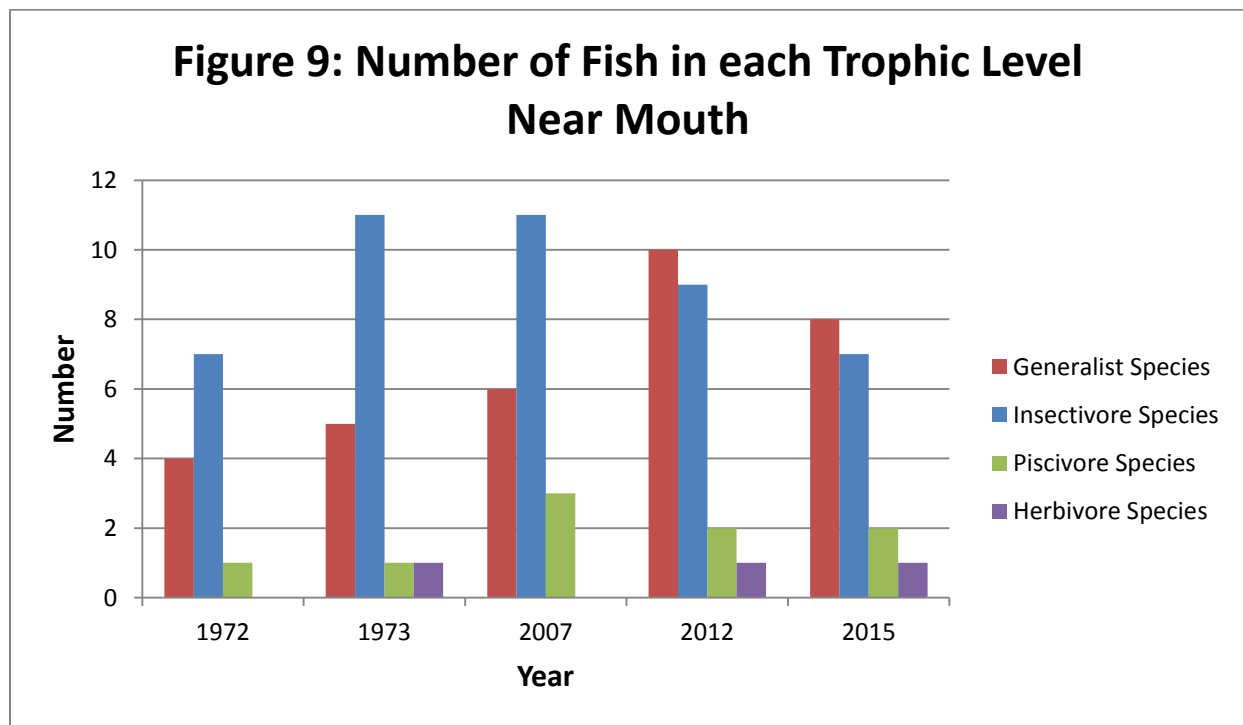 Figure 9: Number of Fish in each Trophic Level
Near Mouth
12
10
8
6
4
2
0
Number
1972 1973 2007 2012 2015
Year
Generalist Species
Insectivore Species
Piscivore Species
Herbivore Species